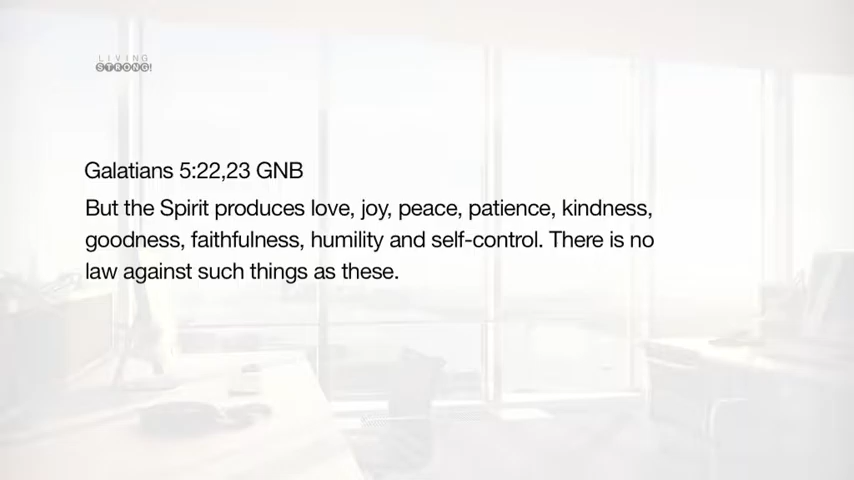 LIVING
STRONG!
Galatians 5:22,23 GNB
But the Spirit produces love, joy, peace, patience, kindness,
goodness, faithfulness, humility and self-control. There is no
law against such things as these.